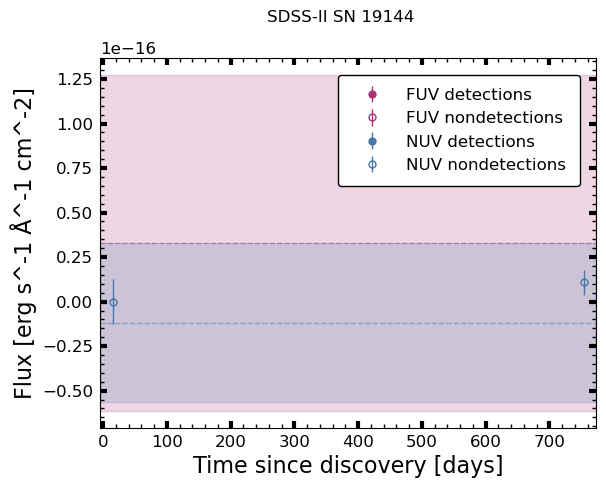 SDSS-II SN 19144
1e−16
FUV detections
FUV nondetections
NUV detections
NUV nondetections
1.25
1.00
0.75
0.50
0.25
0.00
−0.25
−0.50
Flux [erg s^-1 Å^-1 cm^-2]
0 100 200 300 400 500 600 700
Time since discovery [days]